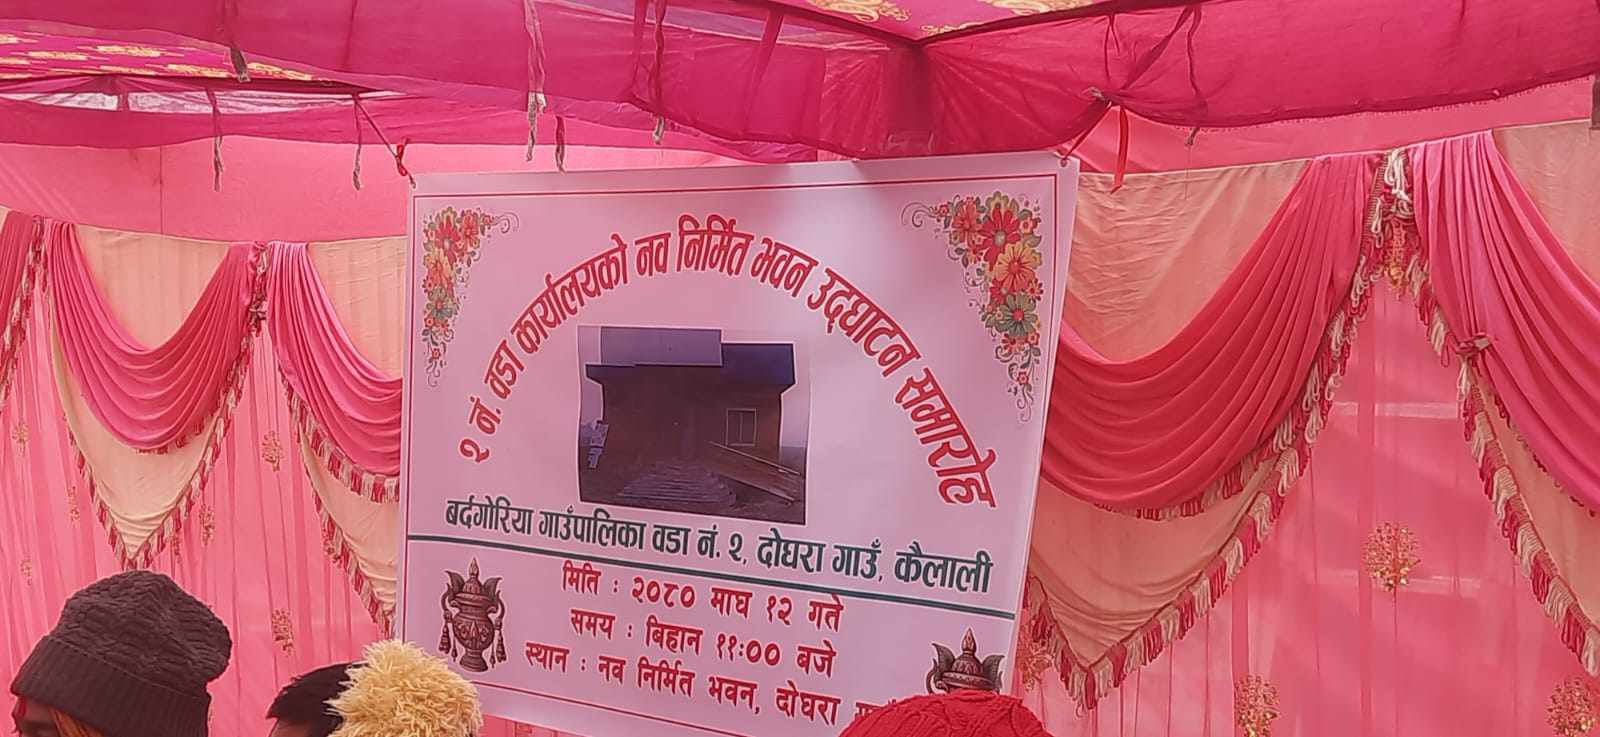 २ नं. वडा कार्यालयको नव निर्मित भवन उद्घाटन समारोह
बर्दगोरिया गाउँपालिका वडा नं. २, दोघरा गाउँ, कैलाली
मिति : २०८० माघ १२ गते
समय : बिहान ११:०० बजे
स्थान : नव निर्मित भवन, दोघरा